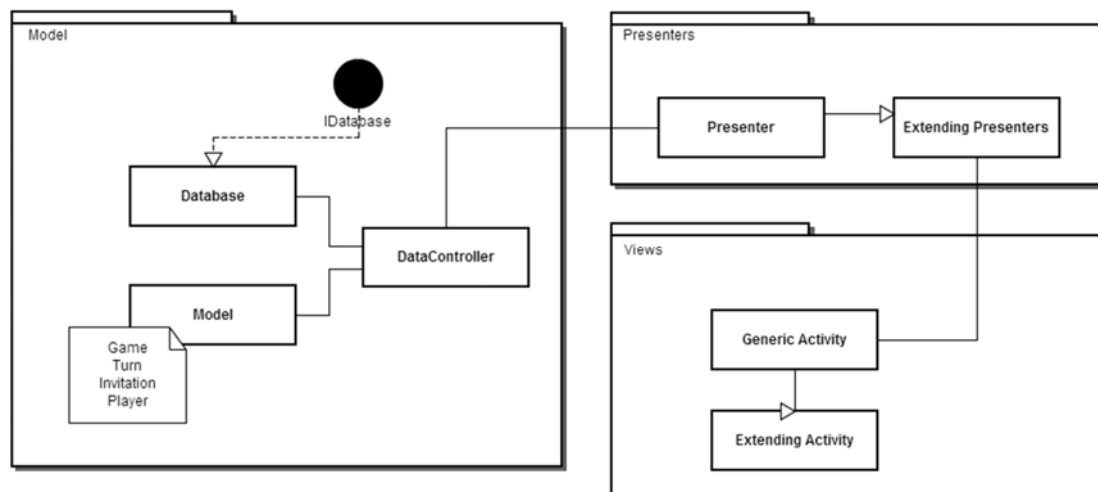 Model
IDatabase
Database
DataController
Model
Game
Turn
Invitation
Player
Presenters
Presenter
Extending Presenters
Views
Generic Activity
Extending Activity